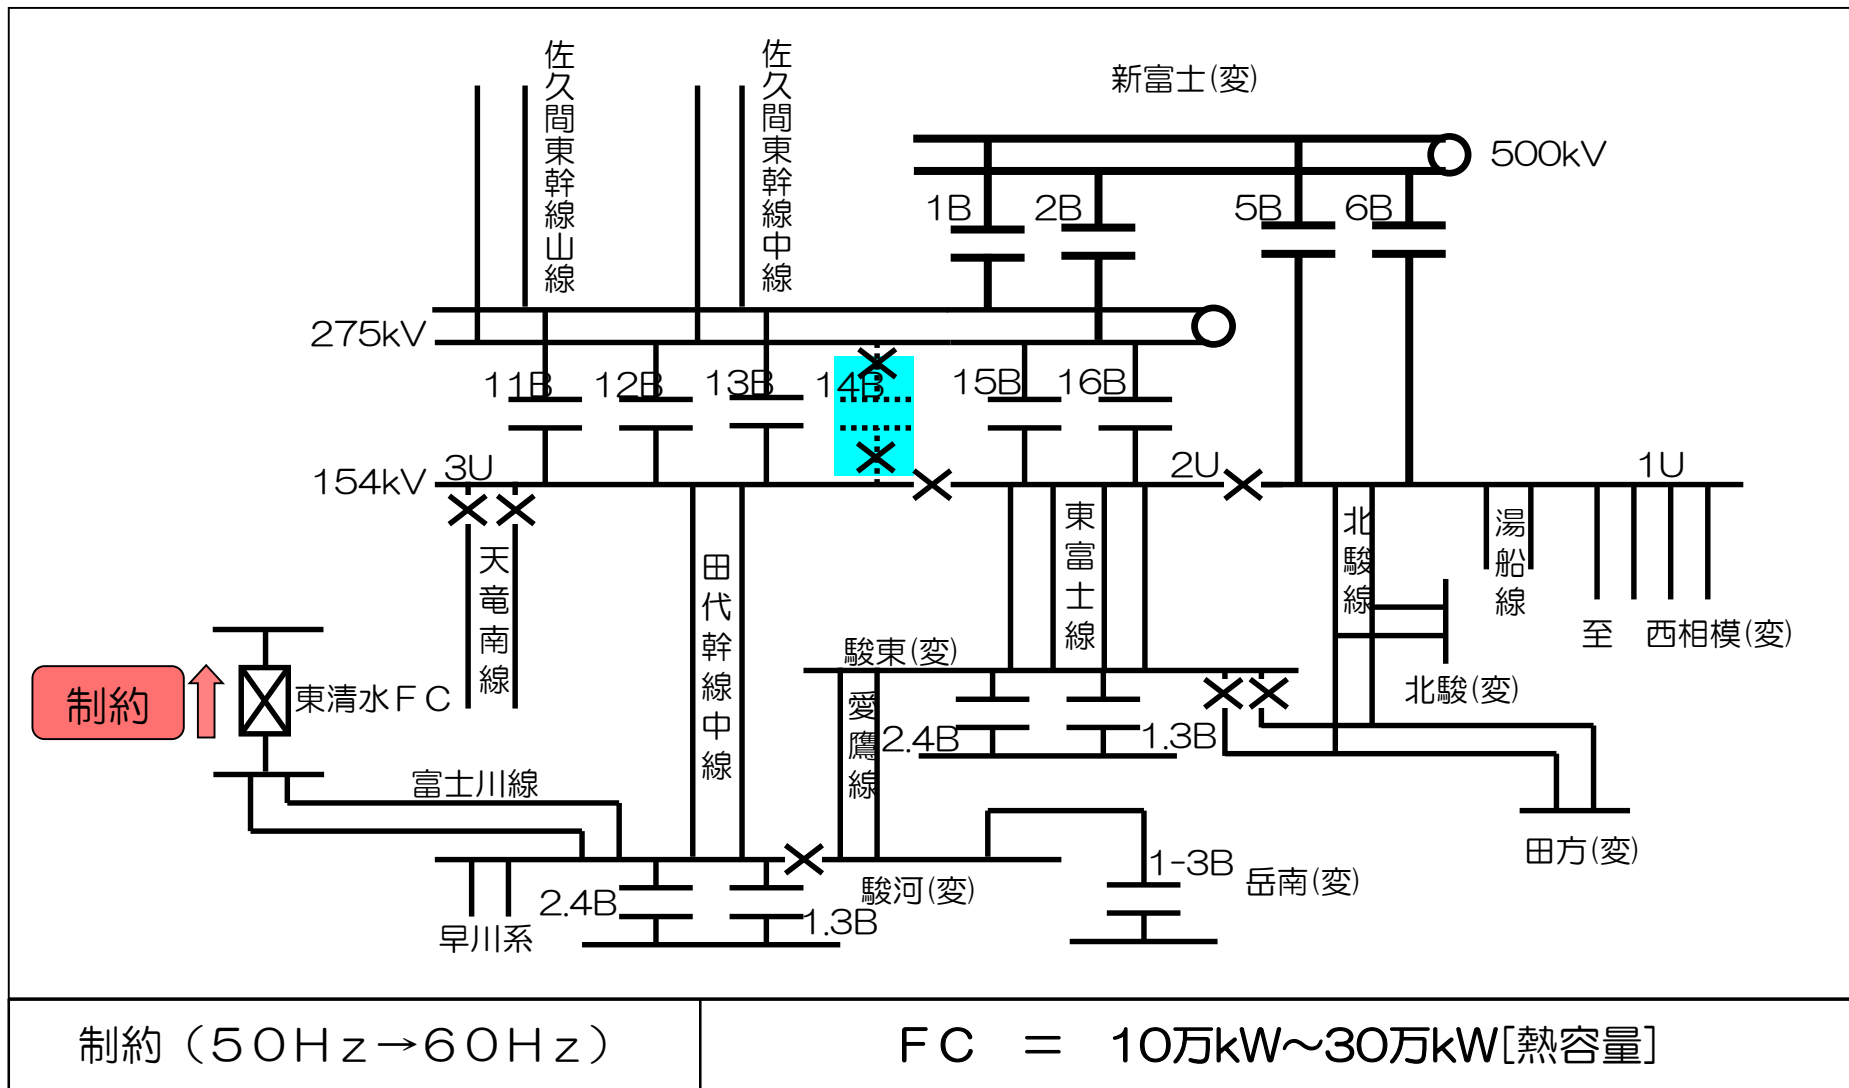 佐久間東幹線山線
佐久間東幹線中線
新富士(変)
500kV
1B
2B
5B
6B
275kV
11B
12B
13B
14B
15B
16B
154kV
3U
2U
1U
天竜南線
田代幹線中線
東富士線
北駿線
湯船線
至 西相模(変)
制約
東清水FC
駿東(変)
愛鷹線
2.4B
1.3B
北駿(変)
富士川線
田方(変)
早川系
2.4B
1.3B
駿河(変)
1-3B
岳南(変)
制約（50Hz→60Hz）
FC ＝ 10万kW～30万kW[熱容量]